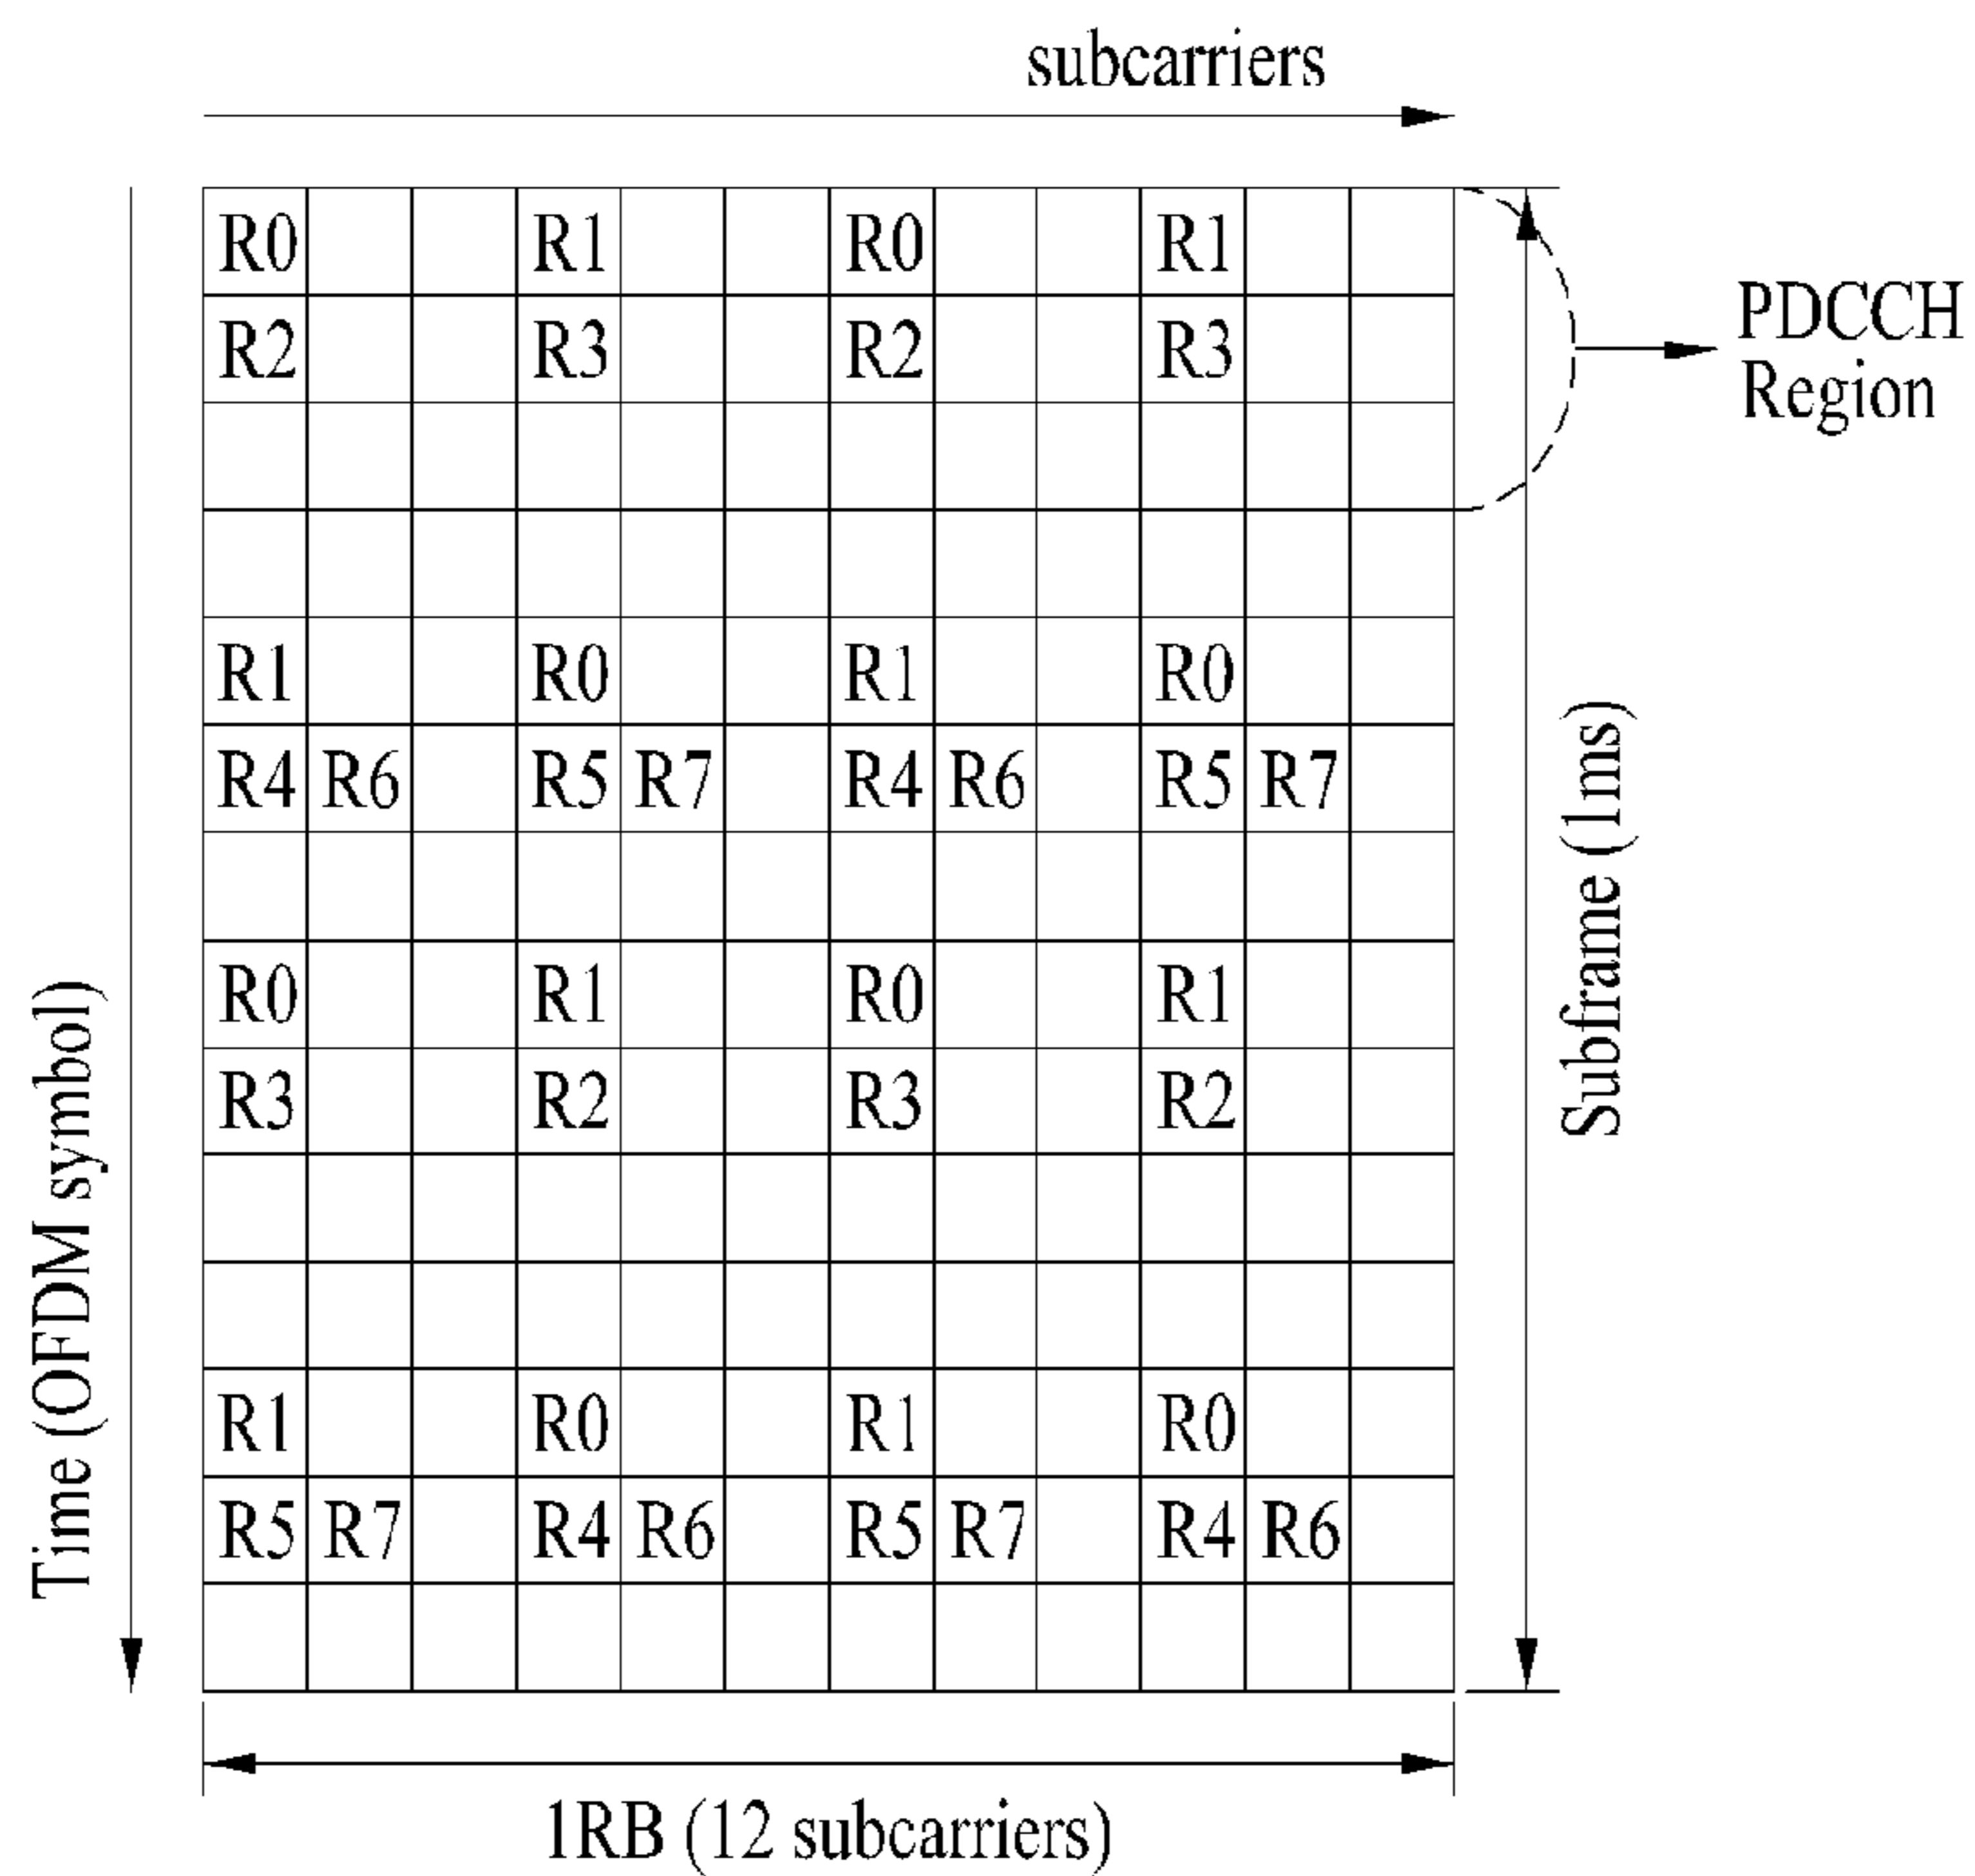 subcarriers
R0 R1 R0 R1
R2 R3 R2 R3
PDCCH
Region
R1 R0 R1 R0
R4 R6 R5 R7 R4 R6 R5 R7
R0 R1 R0 R1
R3 R2 R3 R2
R1 R0 R1 R0
R5 R7 R4 R6 R5 R7 R4 R6
Time (OFDM symbol)
Subframe (1ms)
1RB (12 subcarriers)